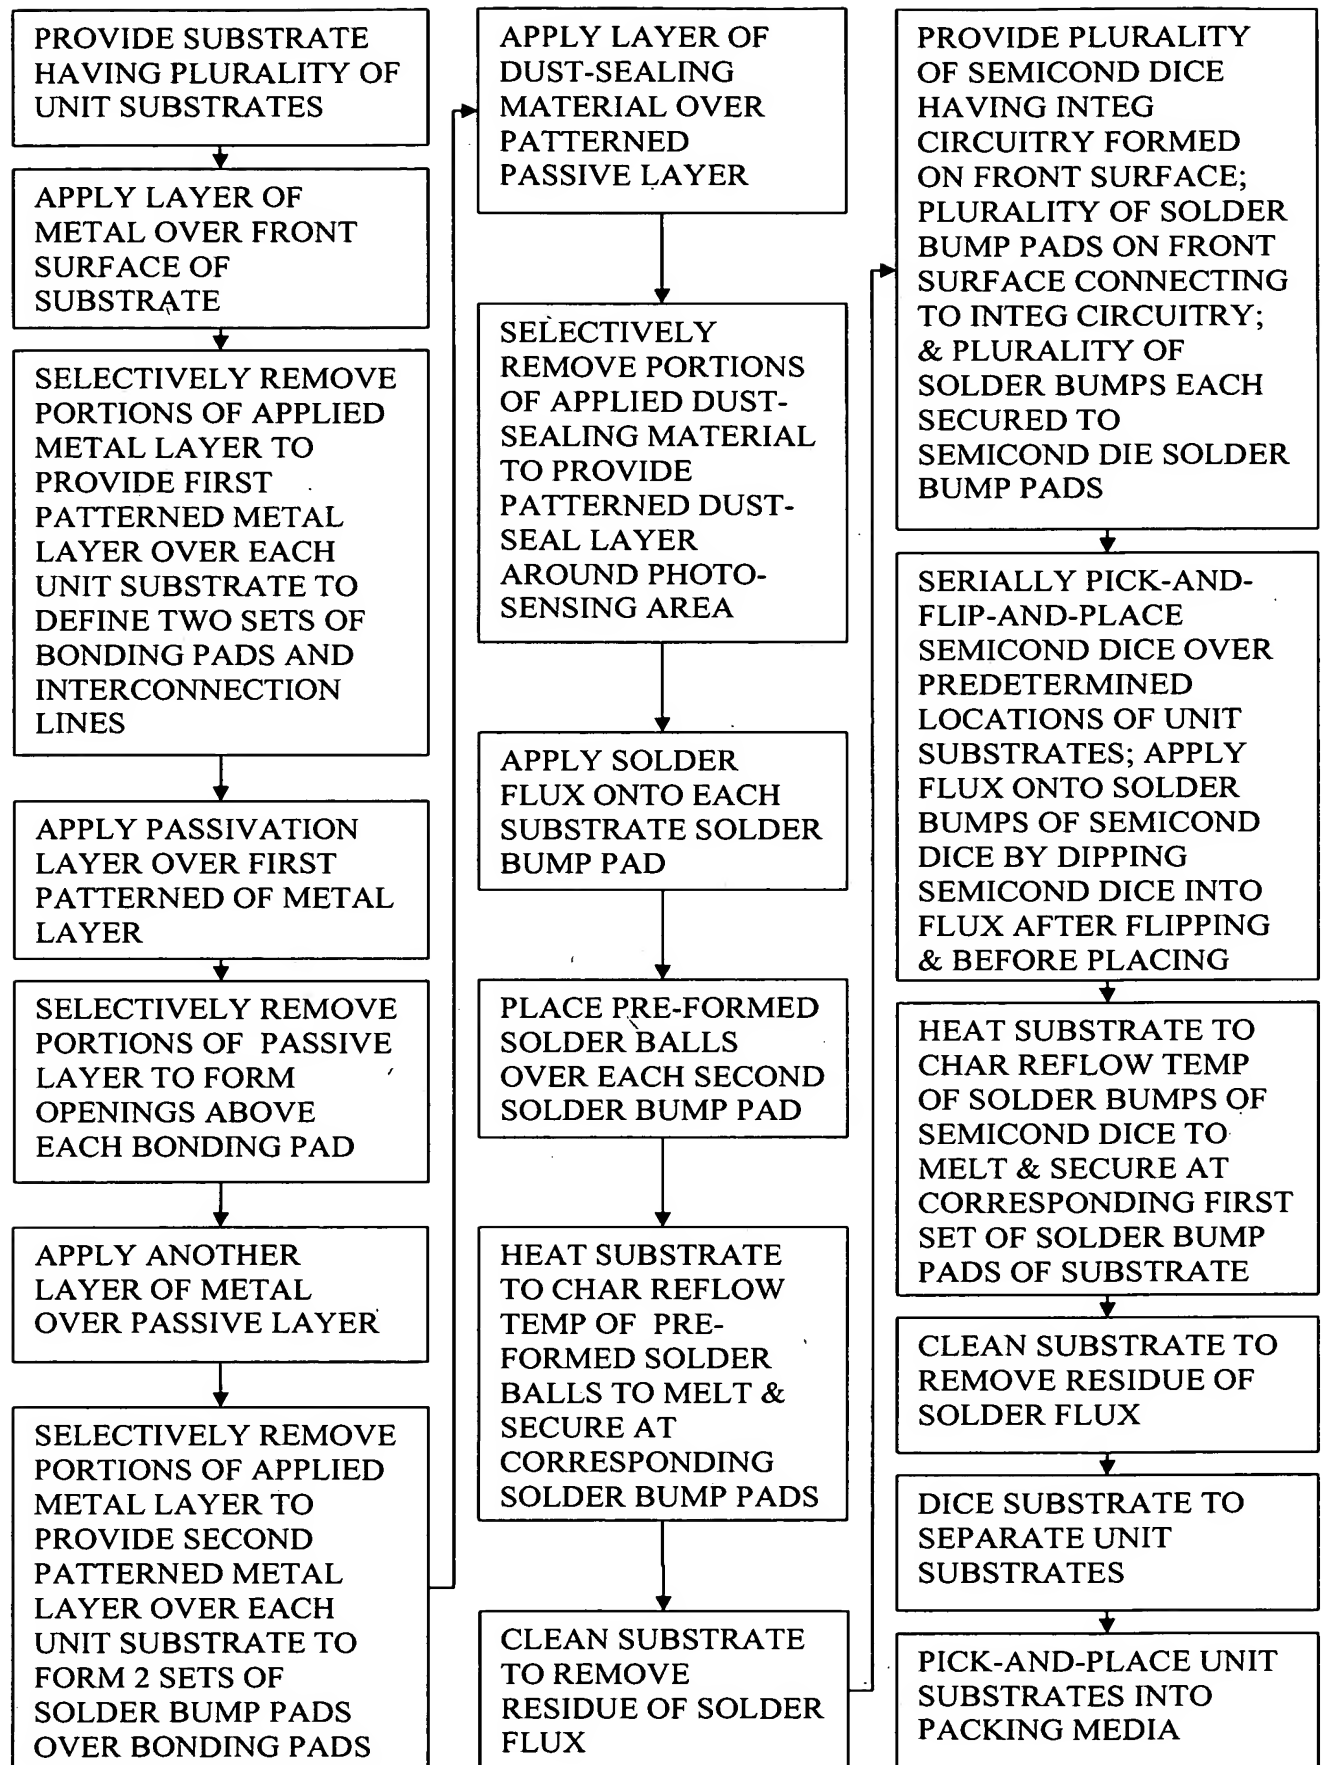 PROVIDE SUBSTRATE
HAVING PLURALITY OF
UNIT SUBSTRATES
APPLY LAYER OF
METAL OVER FRONT
SURFACE OF
SUBSTRATE
SELECTIVELY REMOVE
PORTIONS OF APPLIED
METAL LAYER TO
PROVIDE FIRST
PATTERNED METAL
LAYER OVER EACH
UNIT SUBSTRATE TO
DEFINE TWO SETS OF
BONDING PADS AND
INTERCONNECTION
LINES
APPLY PASSIVATION
LAYER OVER FIRST
PATTERNED OF METAL
LAYER
SELECTIVELY REMOVE
PORTIONS OF PASSIVE
LAYER TO FORM
OPENINGS ABOVE
EACH BONDING PAD
APPLY ANOTHER
LAYER OF METAL
OVER PASSIVE LAYER
SELECTIVELY REMOVE
PORTIONS OF APPLIED
METAL LAYER TO
PROVIDE SECOND
PATTERNED METAL
LAYER OVER EACH
UNIT SUBSTRATE TO
FORM 2 SETS OF
SOLDER BUMP PADS
OVER BONDING PADS
APPLY LAYER OF
DUST-SEALING
MATERIAL OVER
PATTERNED
PASSIVE LAYER
SELECTIVELY
REMOVE PORTIONS
OF APPLIED DUST-
SEALING MATERIAL
TO PROVIDE
PATTERNED DUST-
SEAL LAYER
AROUND PHOTO-
SENSING AREA
APPLY SOLDER
FLUX ONTO EACH
SUBSTRATE SOLDER
BUMP PAD
PLACE PRE-FORMED
SOLDER BALLS
OVER EACH SECOND
SOLDER BUMP PAD
HEAT SUBSTRATE
TO CHAR REFLOW
TEMP OF PRE-
FORMED SOLDER
BALLS TO MELT &
SECURE AT
CORRESPONDING
SOLDER BUMP PADS
CLEAN SUBSTRATE
TO REMOVE
RESIDUE OF SOLDER
FLUX
PROVIDE PLURALITY
OF SEMICOND DICE
HAVING INTEG
CIRCUITRY FORMED
ON FRONT SURFACE;
PLURALITY OF SOLDER
BUMP PADS ON FRONT
SURFACE CONNECTING
TO INTEG CIRCUITRY;
& PLURALITY OF
SOLDER BUMPS EACH
SECURED TO
SEMICOND DIE SOLDER
BUMP PADS
SERIALLY PICK-AND-
FLIP-AND-PLACE
SEMICOND DICE OVER
PREDETERMINED
LOCATIONS OF UNIT
SUBSTRATES; APPLY
FLUX ONTO SOLDER
BUMPS OF SEMICOND
DICE BY DIPPING
SEMICOND DICE INTO
FLUX AFTER FLIPPING
& BEFORE PLACING
HEAT SUBSTRATE TO
CHAR REFLOW TEMP
OF SOLDER BUMPS OF
SEMICOND DICE TO
MELT & SECURE AT
CORRESPONDING FIRST
SET OF SOLDER BUMP
PADS OF SUBSTRATE
CLEAN SUBSTRATE TO
REMOVE RESIDUE OF
SOLDER FLUX
DICE SUBSTRATE TO
SEPARATE UNIT
SUBSTRATES
PICK-AND-PLACE UNIT
SUBSTRATES INTO
PACKING MEDIA